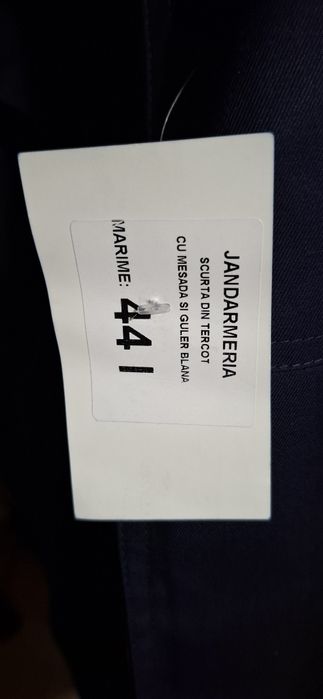 JANDARMERIA
SCURTA DIN TERCOT
CU MESADA SI GULER BLANA
MARIME: 44 I